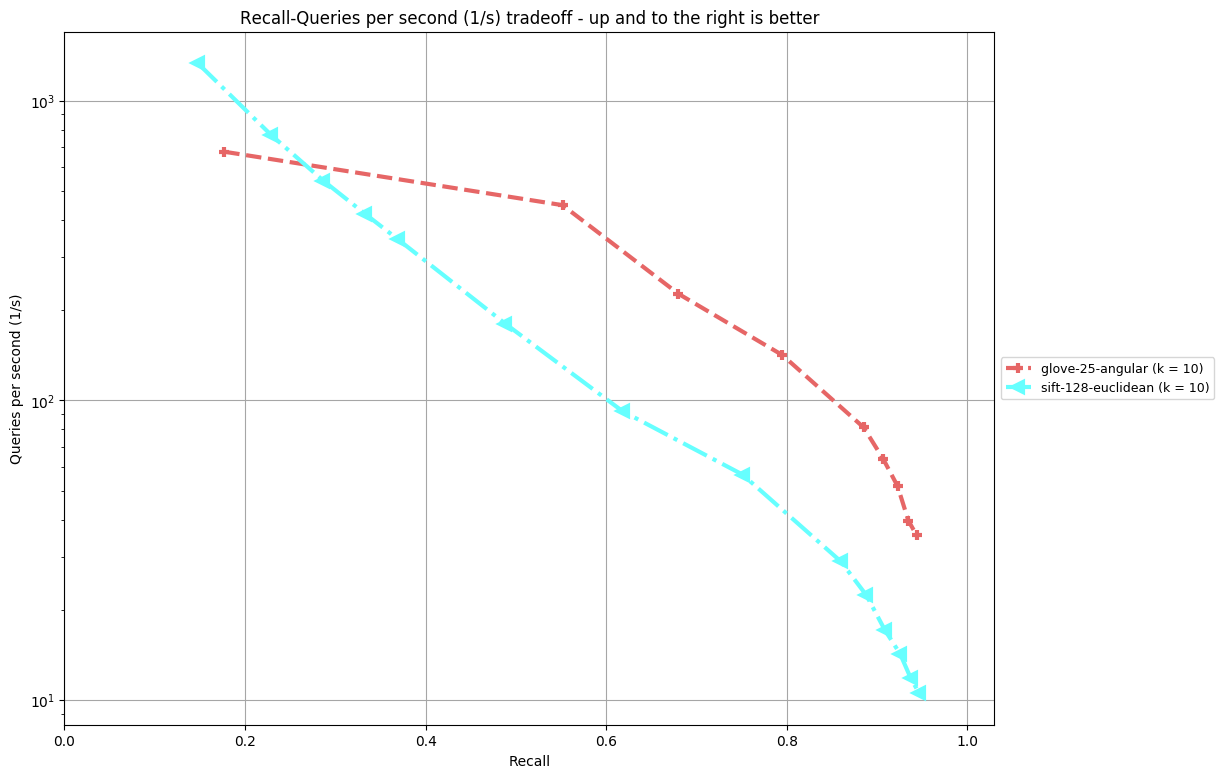 Recall-Queries per second (1/s) tradeoff - up and to the right is better
Queries per second (1/s)
10³
10²
10¹
0.0 0.2 0.4 0.6 0.8 1.0
Recall
glove-25-angular (k = 10)
sift-128-euclidean (k = 10)